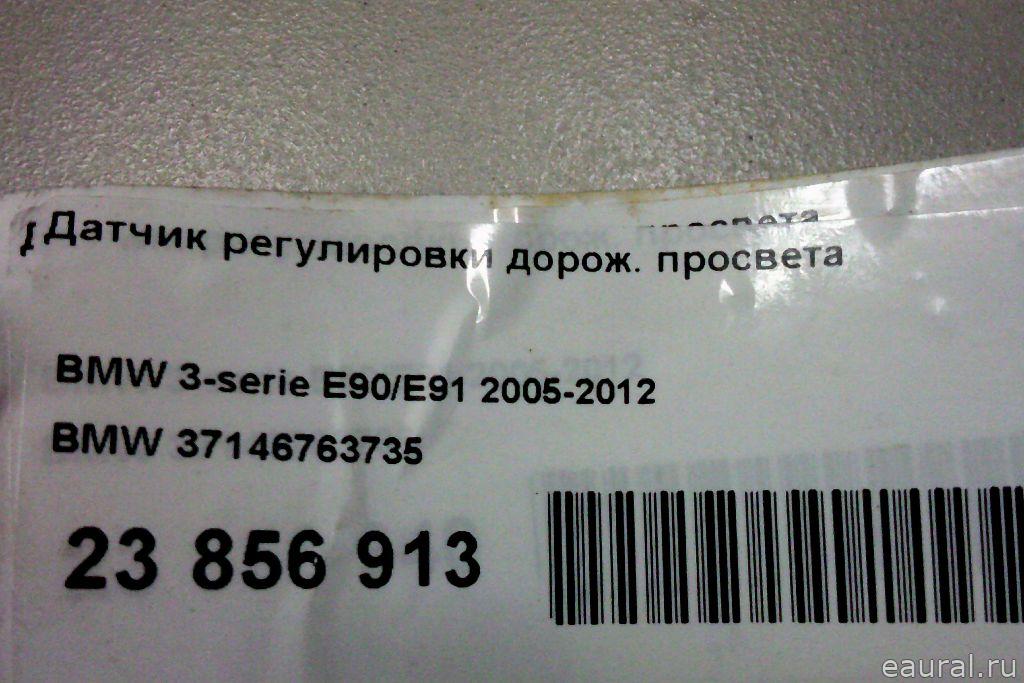 Датчик регулировки дорож. просвета
BMW 3-serie E90/E91 2005-2012
BMW 37146763735
23 856 913
eaural.ru